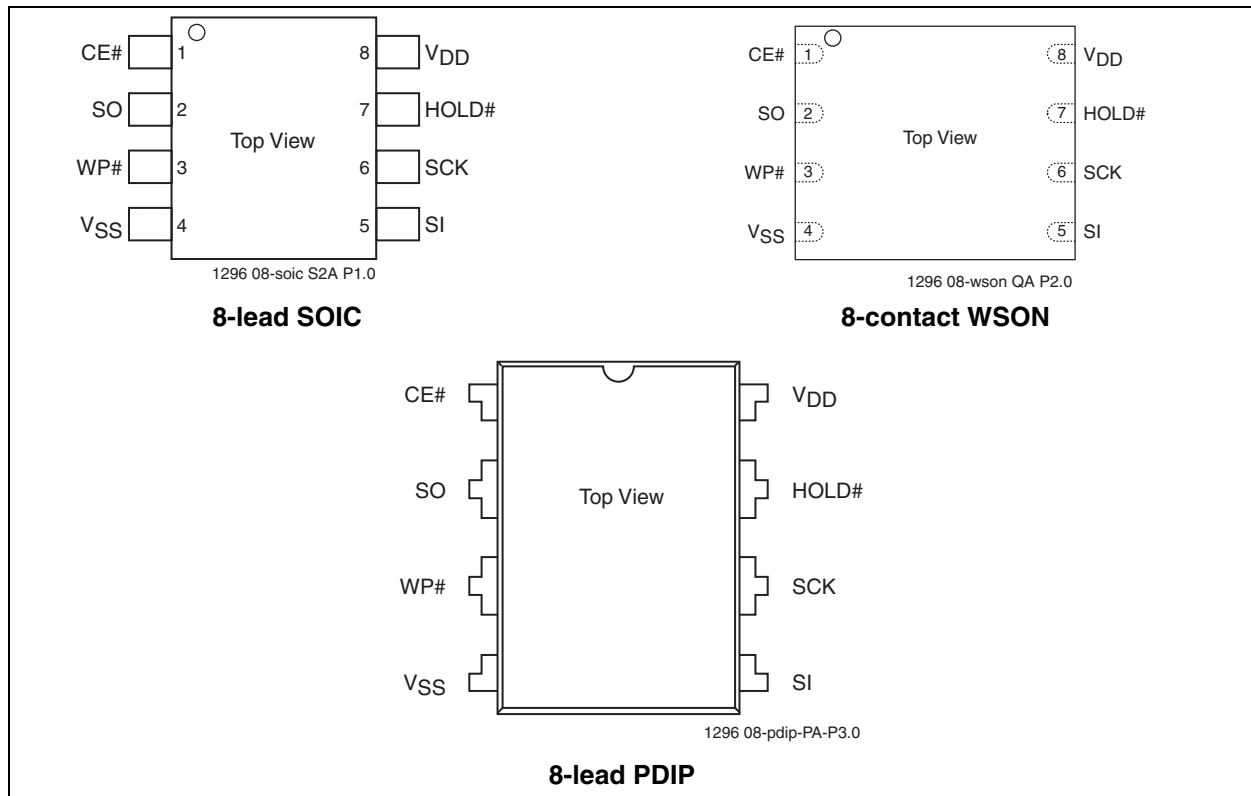 CE# 1 8 VDD
SO 2 7 HOLD#
Top View
WP# 3 6 SCK
VSS 4 5 SI
1296 08-soic S2A P1.0
8-lead SOIC
CE# 1 8 VDD
SO 2 7 HOLD#
Top View
WP# 3 6 SCK
VSS 4 5 SI
1296 08-wson QA P2.0
8-contact WSON
CE# VDD
SO Top View HOLD#
WP# SCK
VSS SI
1296 08-pdip-PA-P3.0
8-lead PDIP